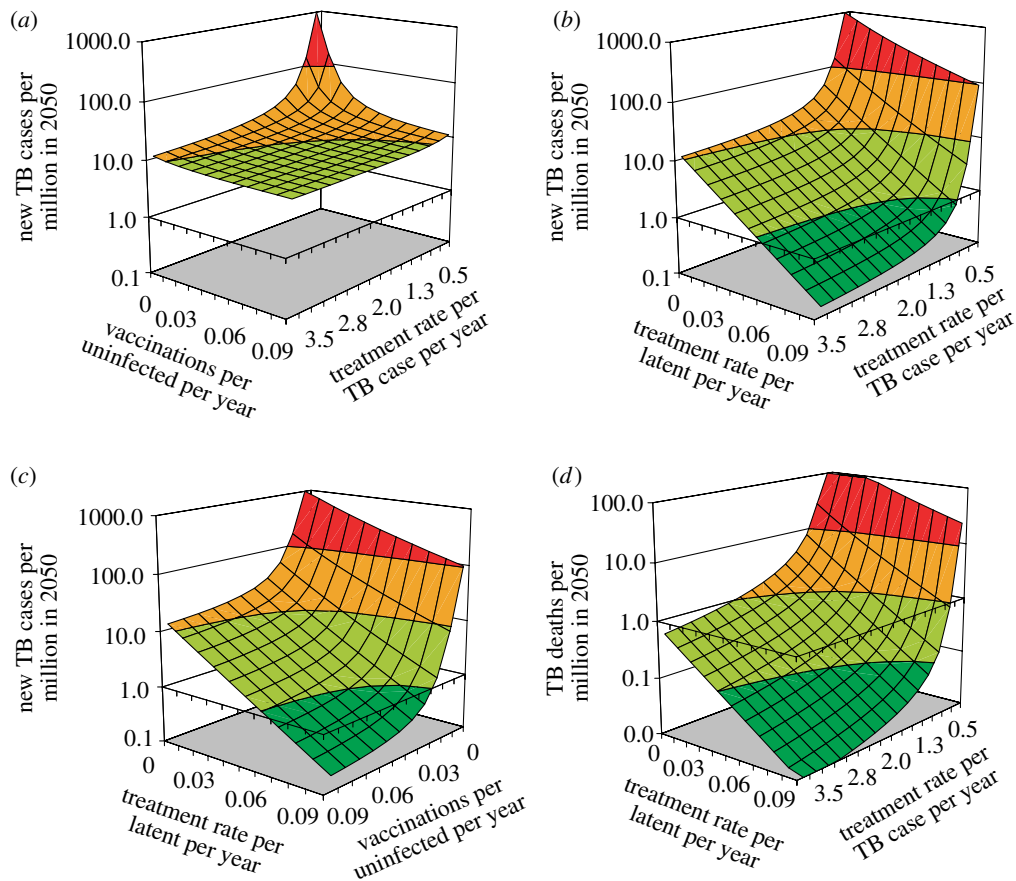 (a)
new TB cases per
million in 2050
1000.0
100.0
10.0
1.0
0.1
0
0.03
0.06
0.09
vaccinations per
uninfected per year
3.5
2.8
2.0
1.3
0.5
treatment rate per
TB case per year
(b)
new TB cases per
million in 2050
1000.0
100.0
10.0
1.0
0.1
0
0.03
0.06
0.09
treatment rate per
latent per year
3.5
2.8
2.0
1.3
0.5
treatment rate per
TB case per year
(c)
new TB cases per
million in 2050
1000.0
100.0
10.0
1.0
0.1
0
0.03
0.06
0.09
treatment rate per
latent per year
0.09
0.06
0.03
0
vaccinations per
uninfected per year
(d)
TB deaths per
million in 2050
100.0
10.0
1.0
0.1
0.0
0
0.03
0.06
0.09
treatment rate per
latent per year
3.5
2.8
2.0
1.3
0.5
treatment rate per
TB case per year